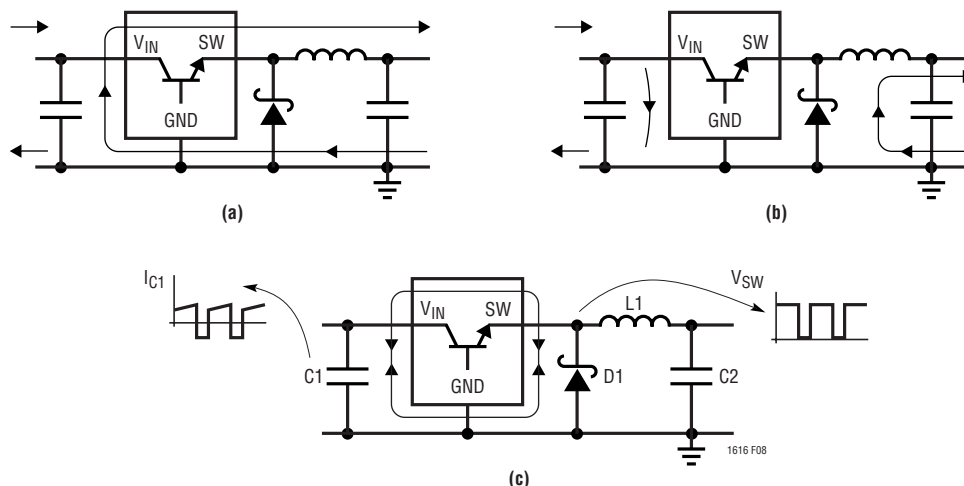 VIN SW
GND
(a)
VIN SW
GND
(b)
IC1
VSW
VIN SW
L1
C1
GND
D1
C2
1616 F08
(c)